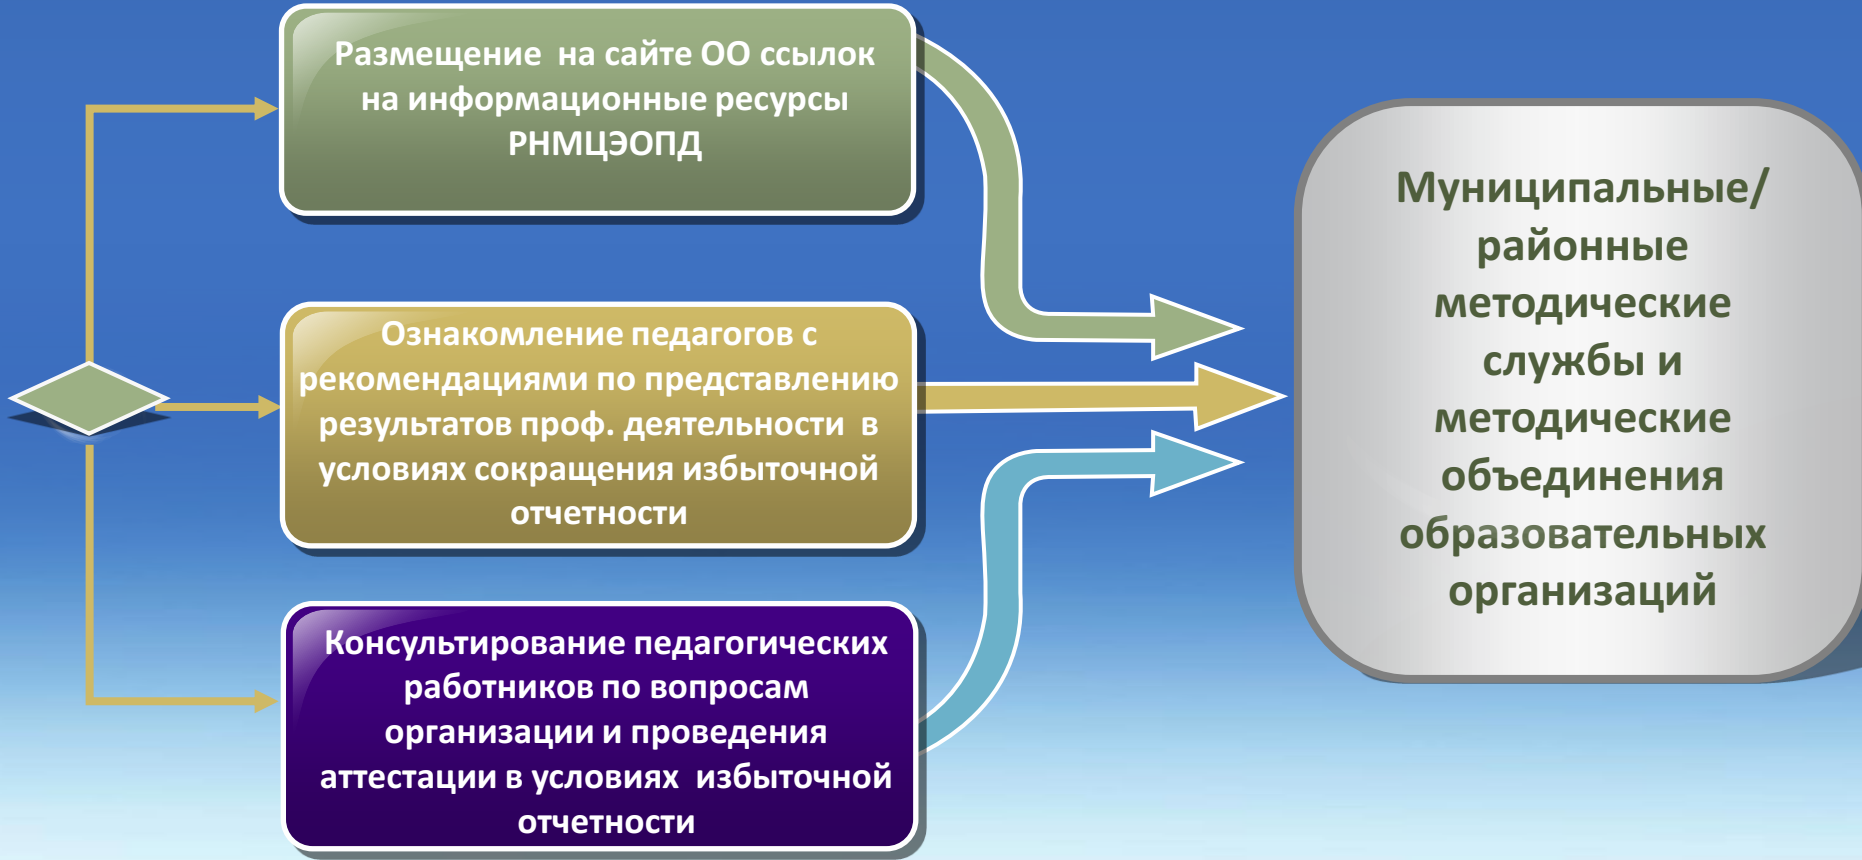 Размещение на сайте ОО ссылок
на информационные ресурсы
РНМЦЭОПД
Ознакомление педагогов с
рекомендациями по представлению
результатов проф. деятельности в
условиях сокращения избыточной
отчетности
Консультирование педагогических
работников по вопросам
организации и проведения
аттестации в условиях избыточной
отчетности
Муниципальные/
районные
методические
службы и
методические
объединения
образовательных
организаций